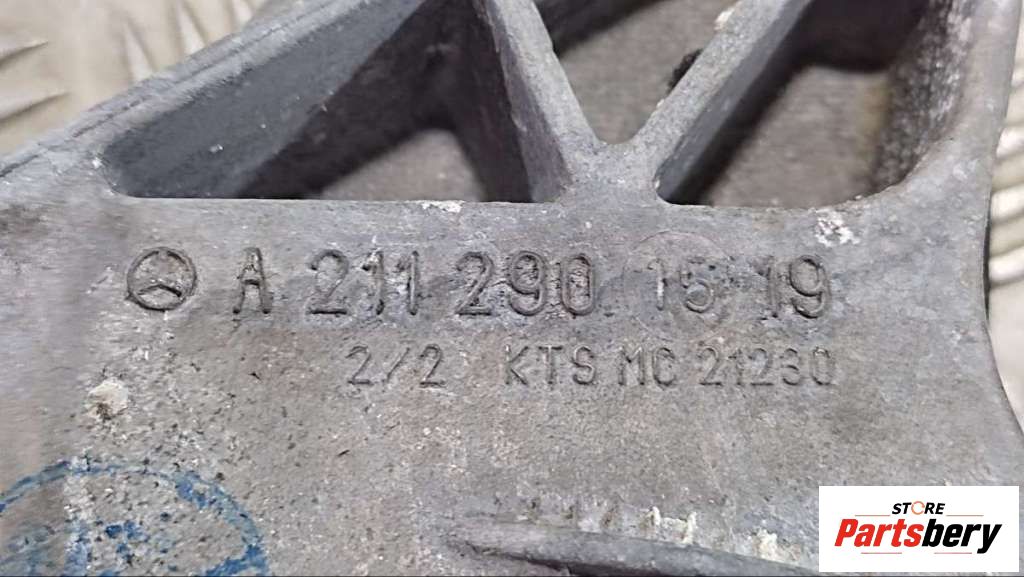 A 211 290 15 19
2/2 KTS MC 21230
STORE
Partsbery